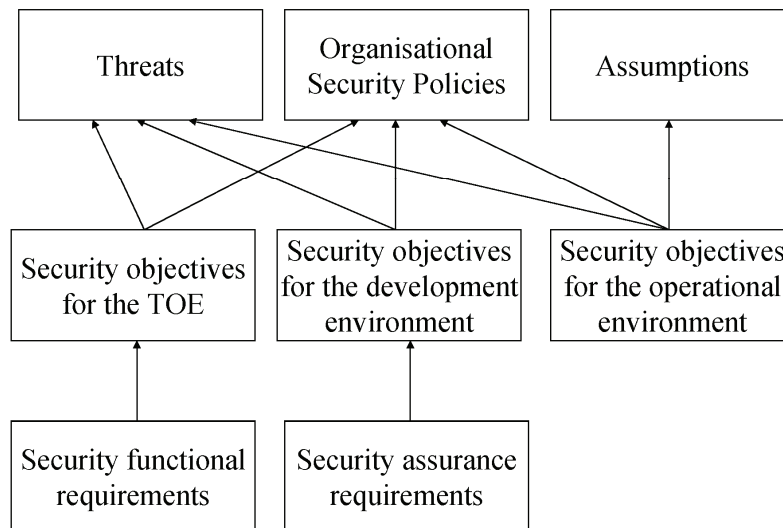 Threats
Organisational
Security Policies
Assumptions
Security objectives
for the TOE
Security objectives
for the development
environment
Security objectives
for the operational
environment
Security functional
requirements
Security assurance
requirements